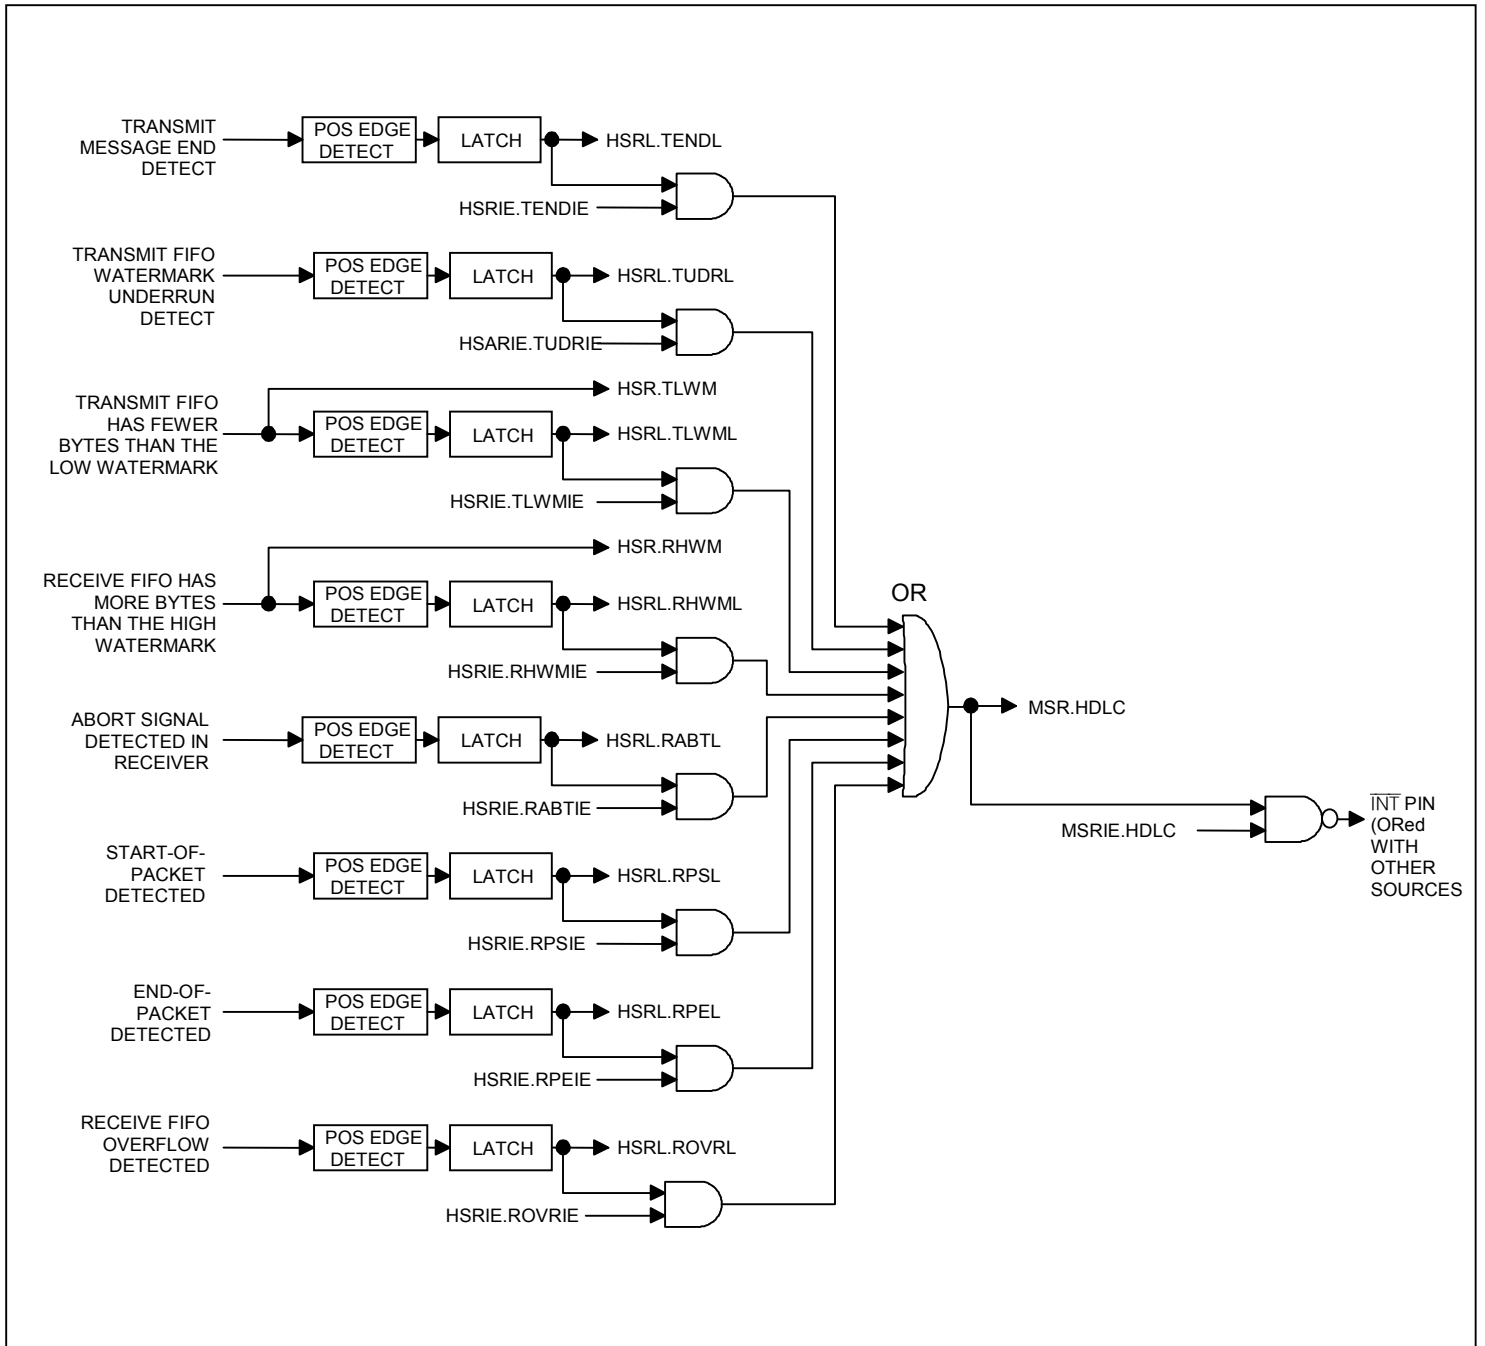 TRANSMIT
MESSAGE END
DETECT
POS EDGE
DETECT
LATCH
HSRL.TENDL
HSRIE.TENDIE
TRANSMIT FIFO
WATERMARK
UNDERRUN
DETECT
POS EDGE
DETECT
LATCH
HSRL.TUDRL
HSARIE.TUDRIE
HSR.TLWM
TRANSMIT FIFO
HAS FEWER
BYTES THAN THE
LOW WATERMARK
POS EDGE
DETECT
LATCH
HSRL.TLWML
HSRIE.TLWMIE
HSR.RHWM
RECEIVE FIFO HAS
MORE BYTES
THAN THE HIGH
WATERMARK
POS EDGE
DETECT
LATCH
HSRL.RHWML
HSRIE.RHWMIE
OR
MSR.HDLC
ABORT SIGNAL
DETECTED IN
RECEIVER
POS EDGE
DETECT
LATCH
HSRL.RABTL
HSRIE.RABTIE
MSRIE.HDLC
INT PIN
(ORed
WITH
OTHER
SOURCES
START-OF-
PACKET
DETECTED
POS EDGE
DETECT
LATCH
HSRL.RPSL
HSRIE.RPSIE
END-OF-
PACKET
DETECTED
POS EDGE
DETECT
LATCH
HSRL.RPEL
HSRIE.RPEIE
RECEIVE FIFO
OVERFLOW
DETECTED
POS EDGE
DETECT
LATCH
HSRL.ROVRL
HSRIE.ROVRIE